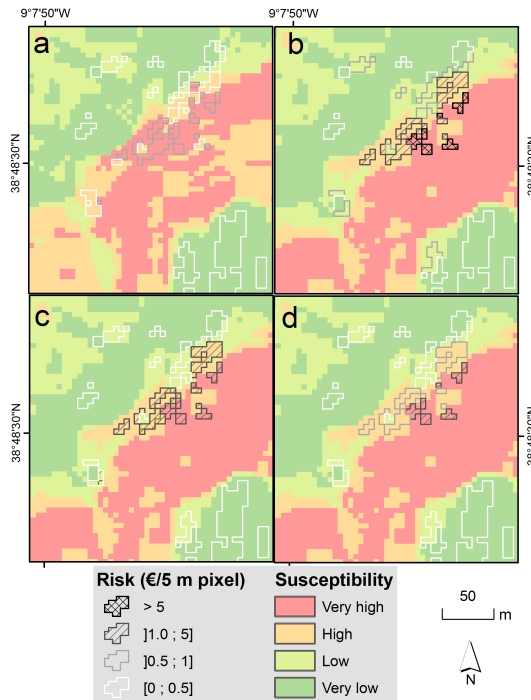 9°7'50"W
9°7'50"W
a
b
38°48'30"N
c
d
38°48'30"N
Risk (€/5 m pixel)
> 5
]1.0 ; 5]
]0.5 ; 1]
[0 ; 0.5]
Susceptibility
Very high
High
Low
Very low
50
m
N